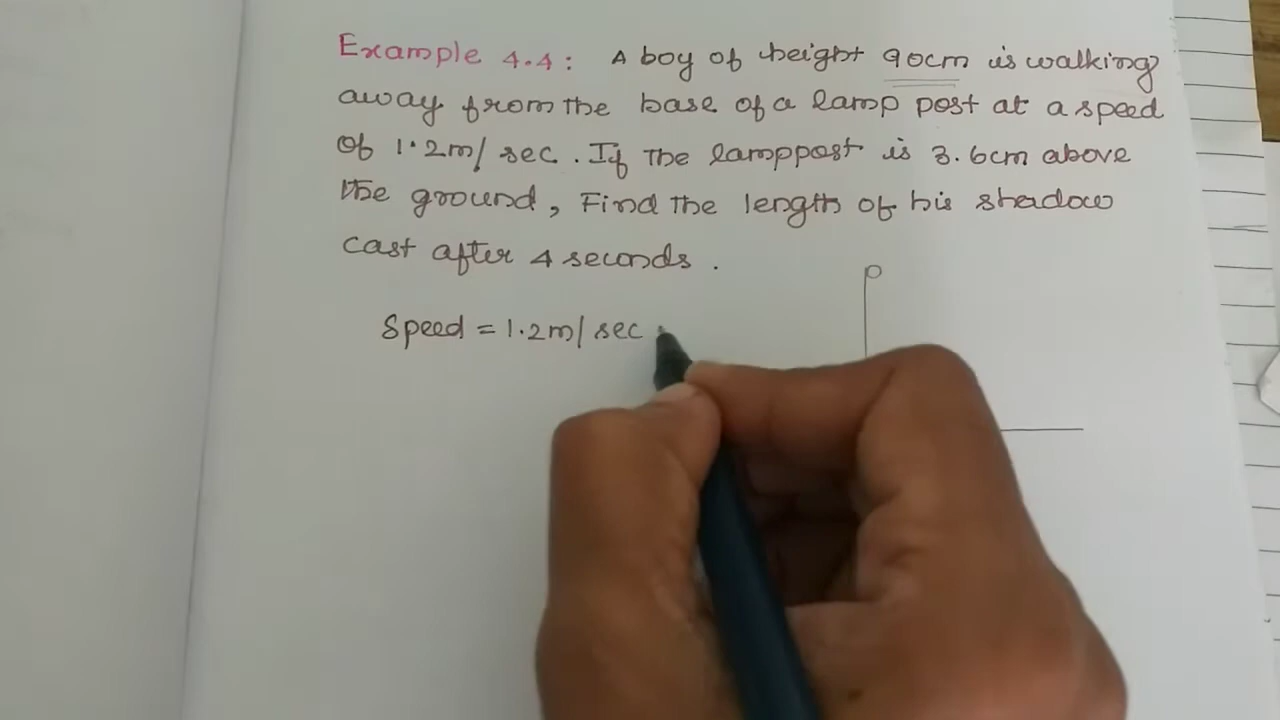 Example 4.4: A boy of height 90cm is walking
away from the base of a lamp post at a speed
of 1.2m/sec. If the lamppost is 3.6cm above
the ground, Find the length of his shadow
cast after 4 seconds.
Speed = 1.2m/sec